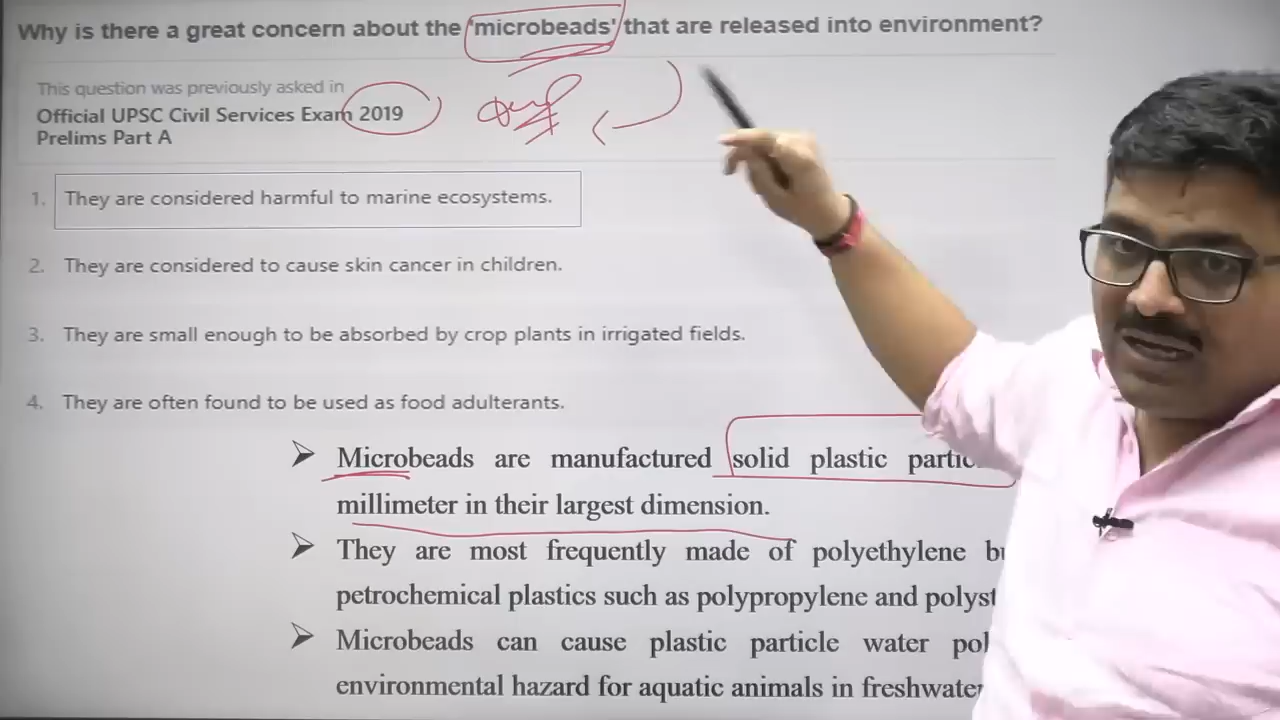 Why is there a great concern about the 'microbeads' that are released into environment?
This question was previously asked in
Official UPSC Civil Services Exam 2019
Prelims Part A
1. They are considered harmful to marine ecosystems.
2. They are considered to cause skin cancer in children.
3. They are small enough to be absorbed by crop plants in irrigated fields.
4. They are often found to be used as food adulterants.
➢ Microbeads are manufactured solid plastic
millimeter in their largest dimension.
➢ They are most frequently made of polyethylene
petrochemical plastics such as polypropylene and
➢ Microbeads can cause plastic particle water
environmental hazard for aquatic animals in